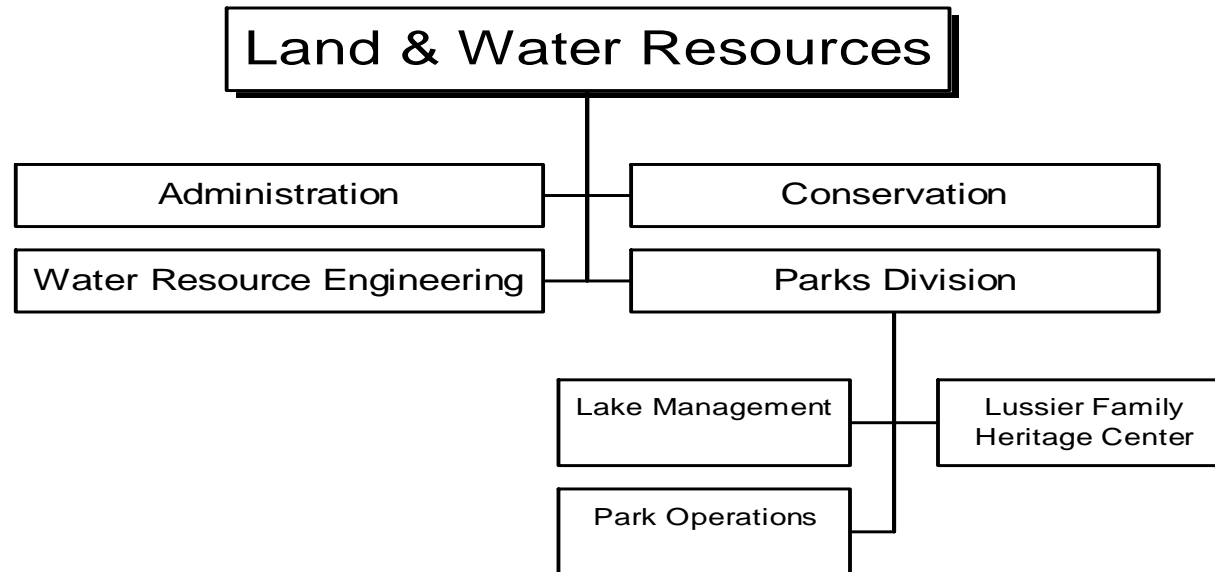 Land & Water Resources
Administration
Conservation
Water Resource Engineering
Parks Division
Lake Management
Lussier Family
Heritage Center
Park Operations